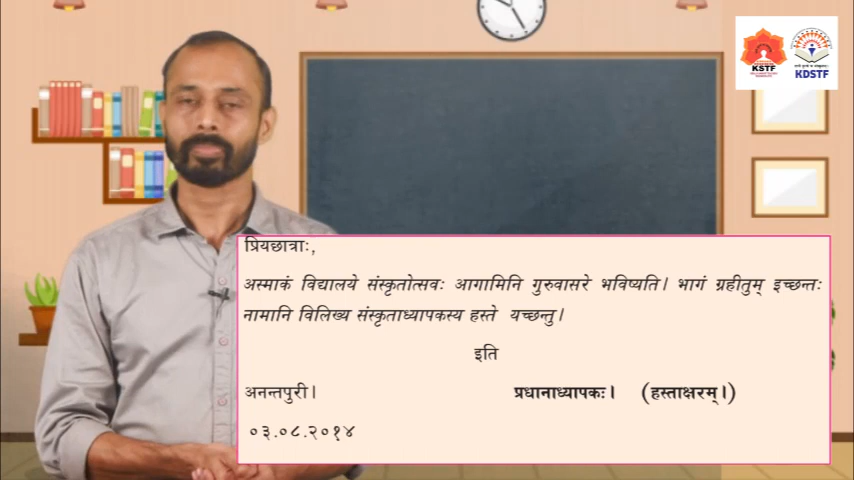 KSTF
KDSTF
प्रियछात्राः,
अस्माकं विद्यालये संस्कृतोत्सवः आगामिनि गुरुवासरे भविष्यति। भागं ग्रहीतुम् इच्छन्तः
नामानि विलिख्य संस्कृताध्यापकस्य हस्ते यच्छन्तु।
इति
अनन्तपुरी। प्रधानाध्यापकः। (हस्ताक्षरम्।)
०३.०८.२०१४